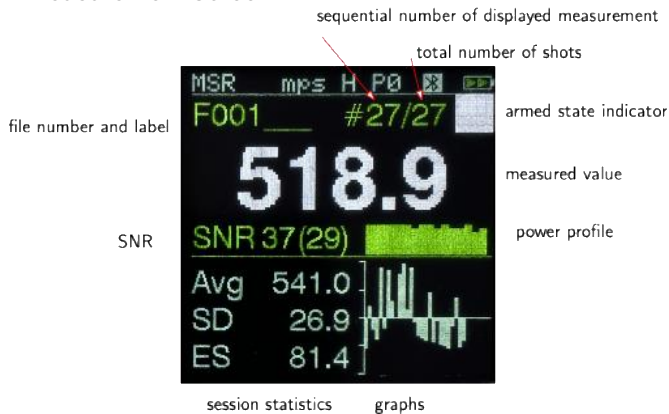 sequential number of displayed measurement
total number of shots
MSR mps H P0
F001___ #27/27
armed state indicator
file number and label
518.9
measured value
SNR
SNR 37(29)
power profile
Avg 541.0
SD 26.9
ES 81.4
session statistics
graphs